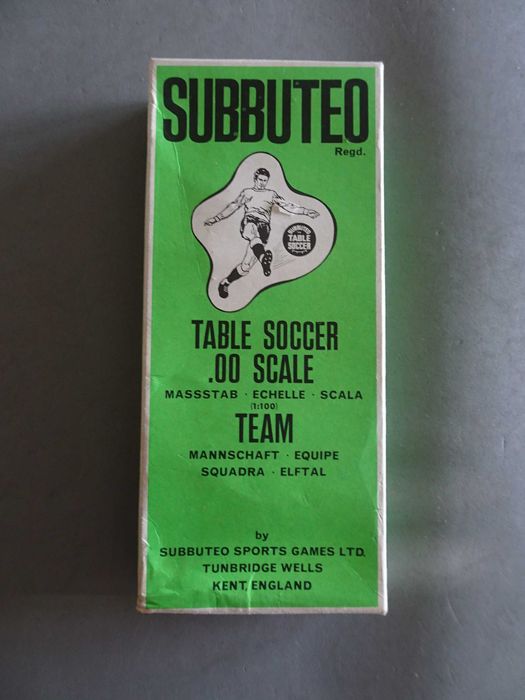 SUBBUTEO
Regd.
SUBBUTEO
TABLE
SOCCER
TABLE SOCCER
.00 SCALE
MASSSTAB · ECHELLE · SCALA
(1:100)
TEAM
MANNSCHAFT · EQUIPE
SQUADRA · ELFTAL
by
SUBBUTEO SPORTS GAMES LTD.
TUNBRIDGE WELLS
KENT, ENGLAND